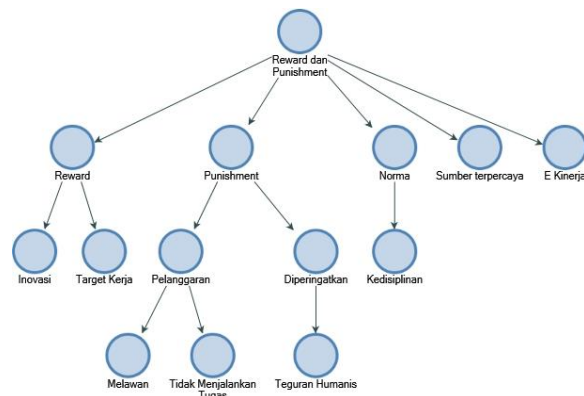 Reward dan
Punishment
Reward
Punishment
Norma
Sumber terpercaya
E Kinerja
Inovasi
Target Kerja
Pelanggaran
Diperingatkan
Kedisiplinan
Melawan
Tidak Menjalankan
Tugas
Teguran Humanis